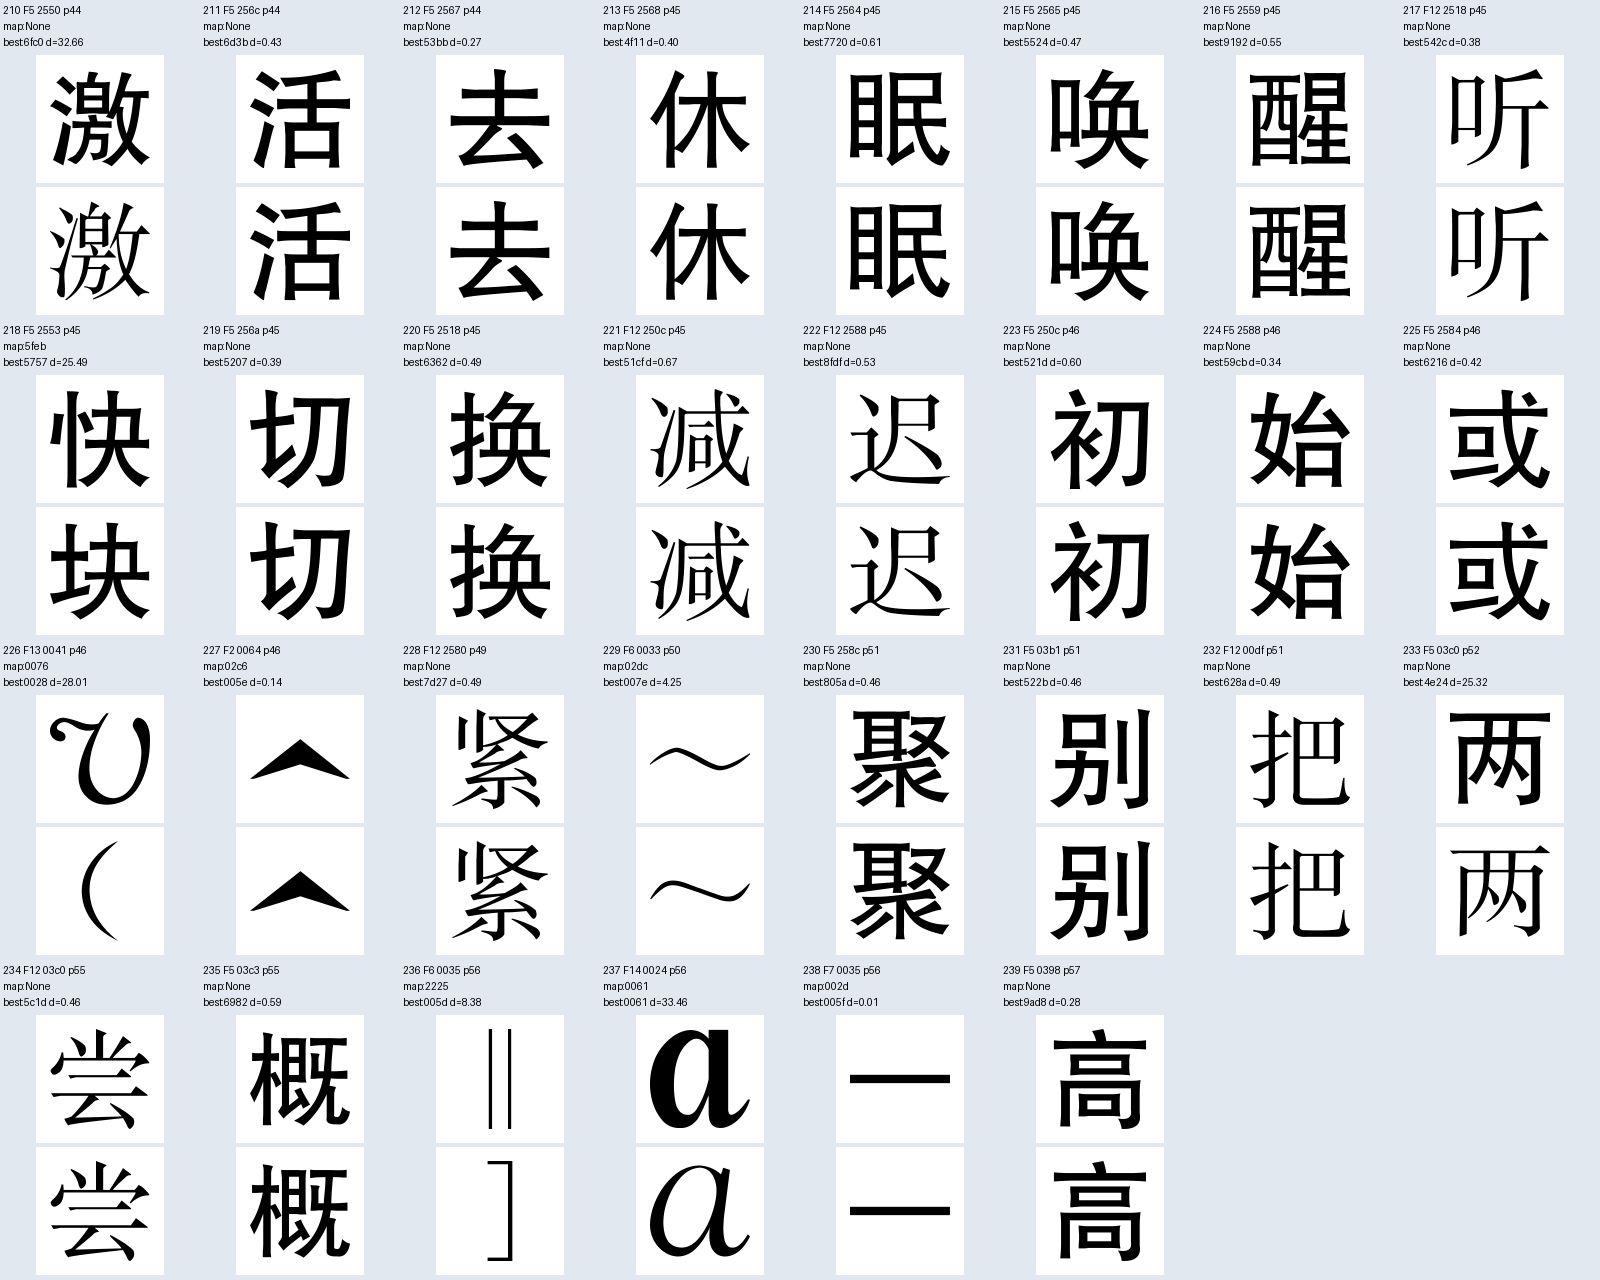 210 F5 2550 p44 211 F5 256c p44 212 F5 2567 p44 213 F5 2568 p45 214 F5 2564 p45 215 F5 2565 p45 216 F5 2559 p45 217 F12 2518 p45
map:None map:None map:None map:None map:None map:None map:None map:None
best6fc0 d=32.66 best6d3b d=0.43 best53bb d=0.27 best4f11 d=0.40 best7720 d=0.61 best5524 d=0.47 best9192 d=0.55 best542c d=0.38
激 活 去 休 眠 唤 醒 听
激 活 去 休 眠 唤 醒 听
218 F5 2553 p45 219 F5 256a p45 220 F5 2518 p45 221 F12 250c p45 222 F12 2588 p45 223 F5 250c p46 224 F5 2588 p46 225 F5 2584 p46
map:5feb map:None map:None map:None map:None map:None map:None map:None
best5757 d=25.49 best5207 d=0.39 best6362 d=0.49 best51cf d=0.67 best8fdf d=0.53 best521d d=0.60 best59cb d=0.34 best6216 d=0.42
快 切 换 减 迟 初 始 或
块 切 换 减 迟 初 始 或
226 F13 0041 p46 227 F2 0064 p46 228 F12 2580 p49 229 F6 0033 p50 230 F5 258c p51 231 F5 03b1 p51 232 F12 00df p51 233 F5 03c0 p52
map:0076 map:02c6 map:None map:02dc map:None map:None map:None map:None
best0028 d=28.01 best005e d=0.14 best7d27 d=0.49 best007e d=4.25 best805a d=0.46 best522b d=0.46 best628a d=0.49 best4e24 d=25.32
v ^ 紧 ~ 聚 别 把 两
( ^ 紧 ~ 聚 别 把 两
234 F12 03c0 p55 235 F5 03c3 p55 236 F6 0035 p56 237 F14 0024 p56 238 F7 0035 p56 239 F5 0398 p57
map:None map:None map:2225 map:0061 map:002d map:None
best5c1d d=0.46 best6982 d=0.59 best005d d=8.38 best0061 d=33.46 best005f d=0.01 best9ad8 d=0.28
尝 概 ∥ a — 高
尝 概 ] a — 高